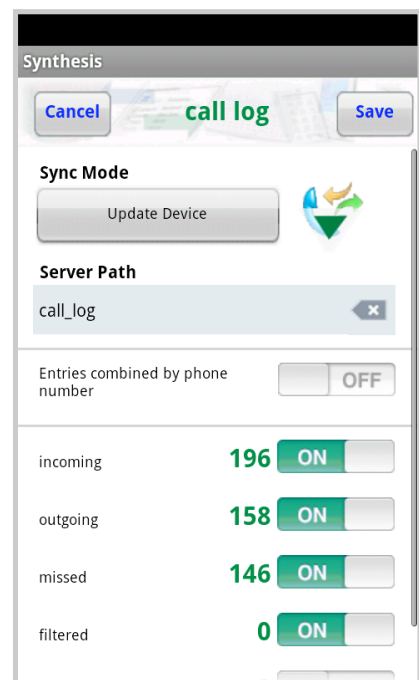 Synthesis
Cancel call log Save
Sync Mode
Update Device
Server Path
call_log
Entries combined by phone
number OFF
incoming 196 ON
outgoing 158 ON
missed 146 ON
filtered 0 ON